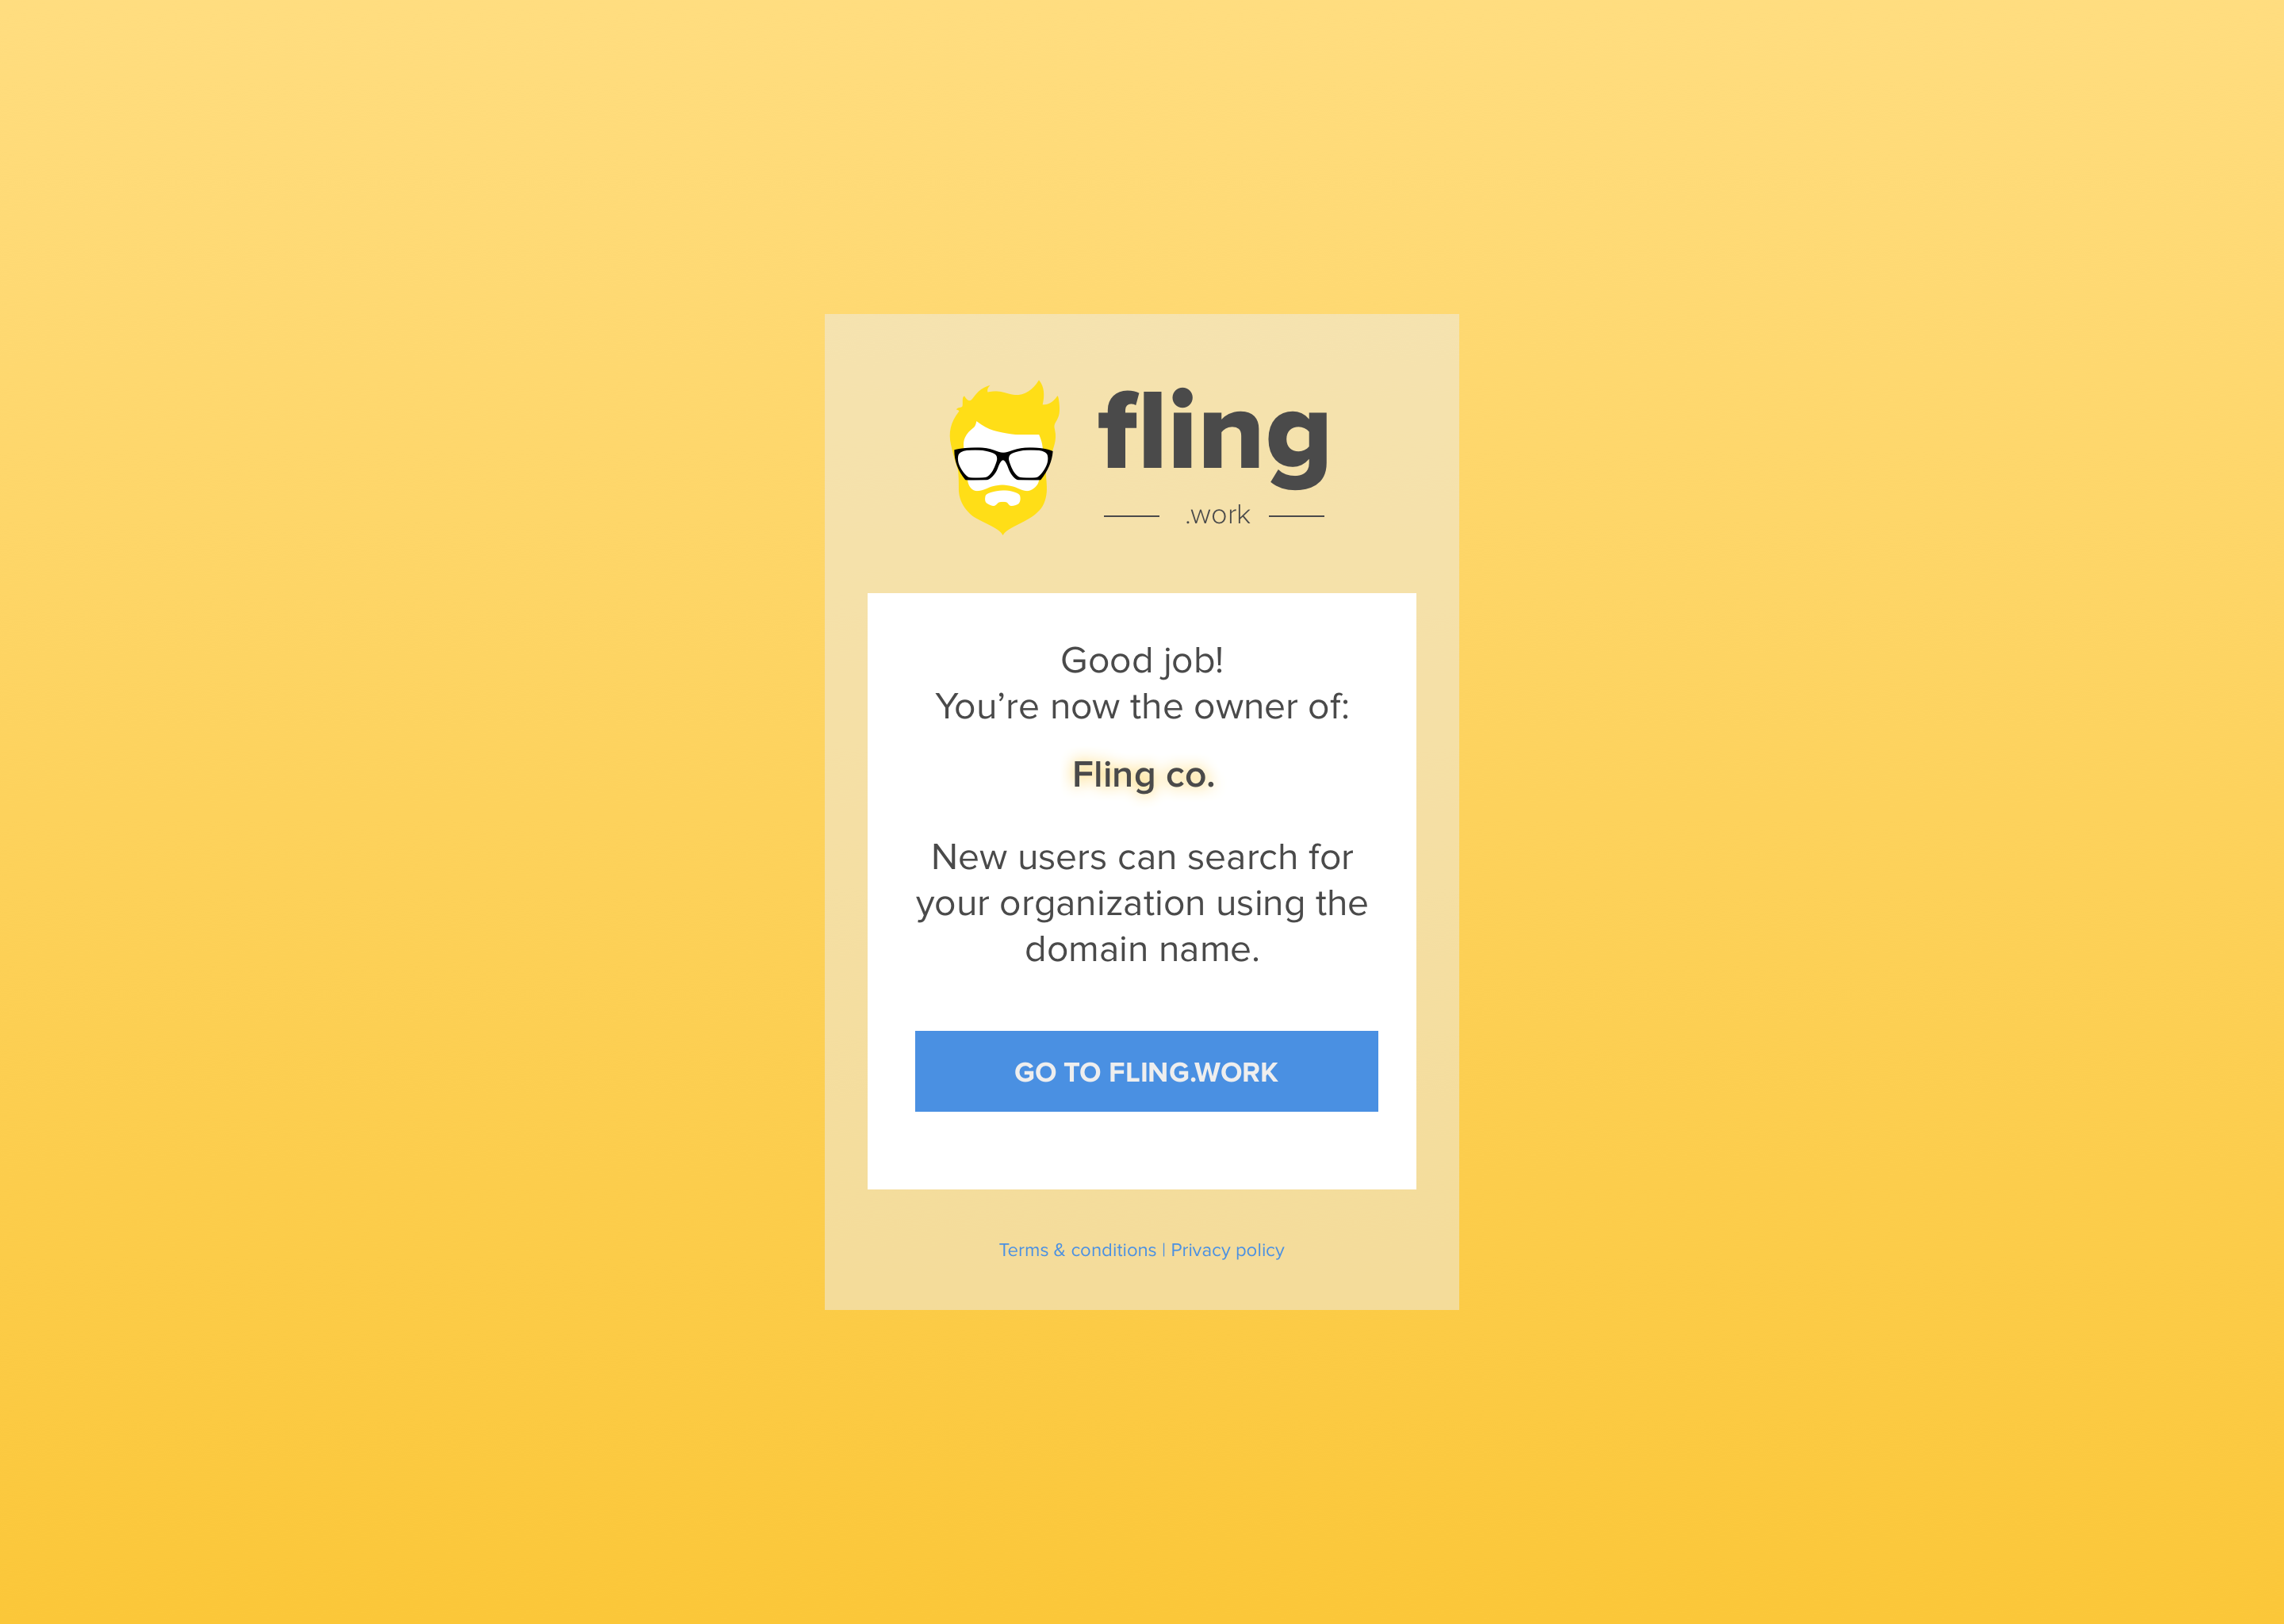 fling
.work
Good job!
You’re now the owner of:
Fling co.
New users can search for
your organization using the
domain name.
GO TO FLING.WORK
Terms & conditions | Privacy policy